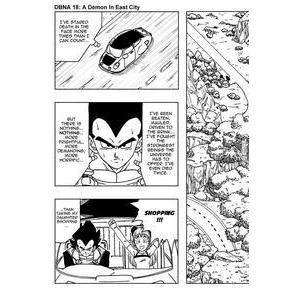 DBNA 18: A Demon In East City
I'VE STARED
DEATH IN THE
FACE MORE
TIMES THAN I
CAN COUNT.
I'VE BEEN
BEATEN,
MAULED,
DRIVEN TO
THE BRINK...
I'VE FOUGHT
THE
STRONGEST
BEINGS THE
UNIVERSE
HAS TO
OFFER. I'VE
EVEN DIED
TWICE.
BUT
THERE IS
NOTHING...
NOTHING...
MORE
FRIGHTFUL,
MORE
DEMANDING,
MORE
HORRIFIC...
...THAN
TAKING MY
DAUGHTER
SHOPPING
SHOPPING
!!!